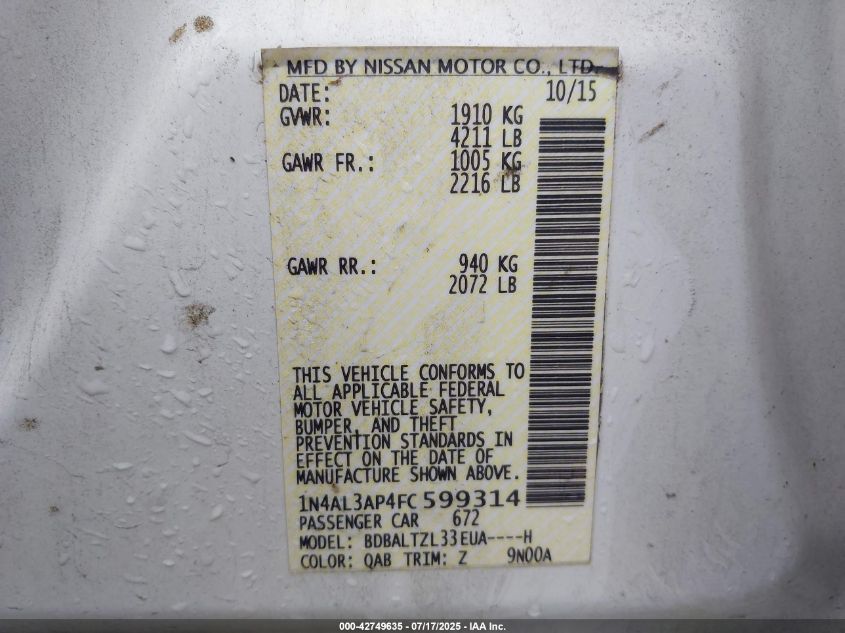 MFD BY NISSAN MOTOR CO., LTD.
DATE: 10/15
GVWR: 1910 KG
4211 LB
GAWR FR.: 1005 KG
2216 LB
GAWR RR.: 940 KG
2072 LB
THIS VEHICLE CONFORMS TO
ALL APPLICABLE FEDERAL
MOTOR VEHICLE SAFETY,
BUMPER, AND THEFT
PREVENTION STANDARDS IN
EFFECT ON THE DATE OF
MANUFACTURE SHOWN ABOVE.
1N4AL3AP4FC599314
PASSENGER CAR 672
MODEL: BDBALTZL33EUA----H
COLOR: QAB TRIM: Z 9N00A
000-42749635 - 07/17/2025 - IAA Inc.